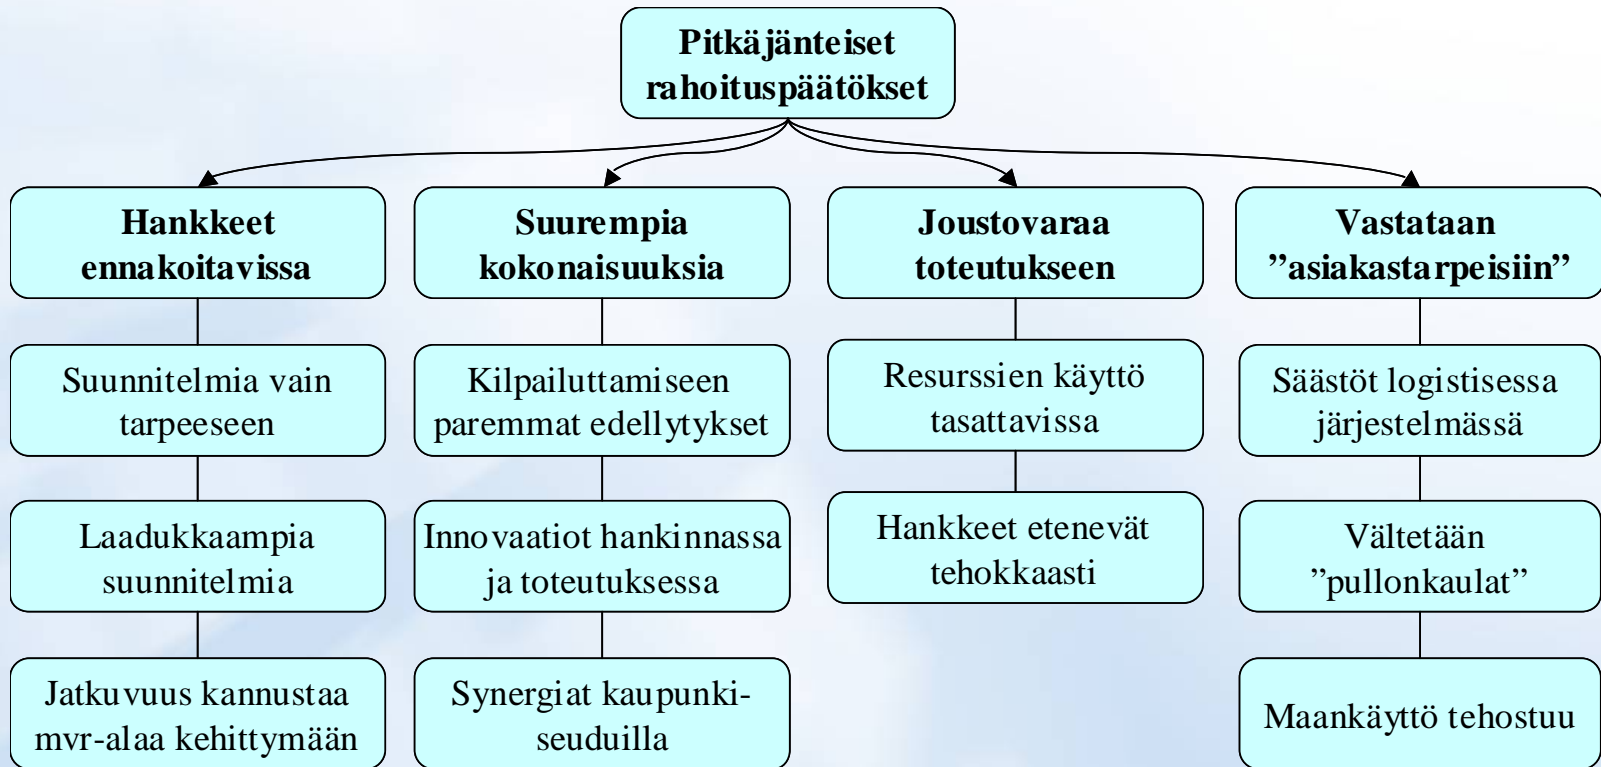 Pitkäjänteiset
rahoituspäätökset
Hankkeet
ennakoitavissa
Suunnitelmia vain
tarpeeseen
Laadukkaampia
suunnitelmia
Jatkuvuus kannustaa
mvr-alaa kehittymään
Suurempia
kokonaisuuksia
Kilpailuttamiseen
paremmat edellytykset
Innovaatiot hankinnassa
ja toteutuksessa
Synergiat kaupunki-
seuduilla
Joustovaraa
toteutukseen
Resurssien käyttö
tasattavissa
Hankkeet etenevät
tehokkaasti
Vastataan
”asiakastarpeisiin”
Säästöt logistisessa
järjestelmässä
Vältetään
”pullonkaulat”
Maankäyttö tehostuu